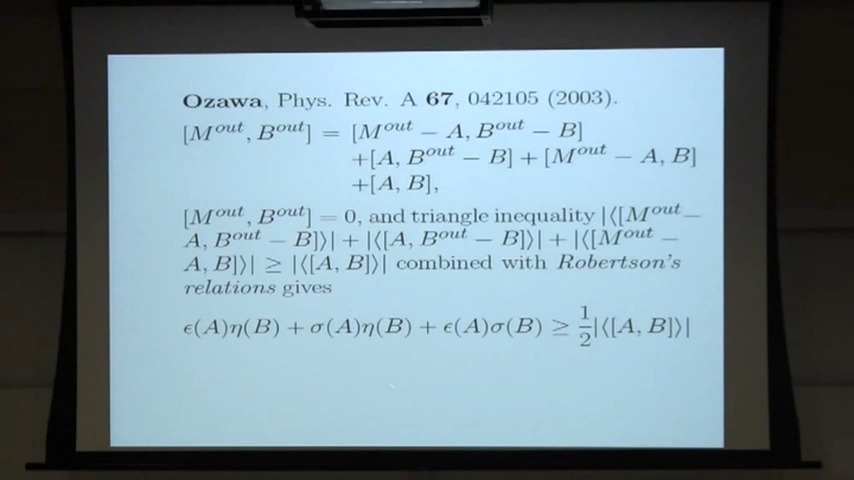 Ozawa, Phys. Rev. A 67, 042105 (2003).
[M^out, B^out] = [M^out − A, B^out − B]
+[A, B^out − B] + [M^out − A, B]
+[A, B],
[M^out, B^out] = 0, and triangle inequality |⟨[M^out −
A, B^out − B]⟩| + |⟨[A, B^out − B]⟩| + |⟨[M^out −
A, B]⟩| ≥ |⟨[A, B]⟩| combined with Robertson's
relations gives
ϵ(A)η(B) + σ(A)η(B) + ϵ(A)σ(B) ≥ 1/2|⟨[A, B]⟩|